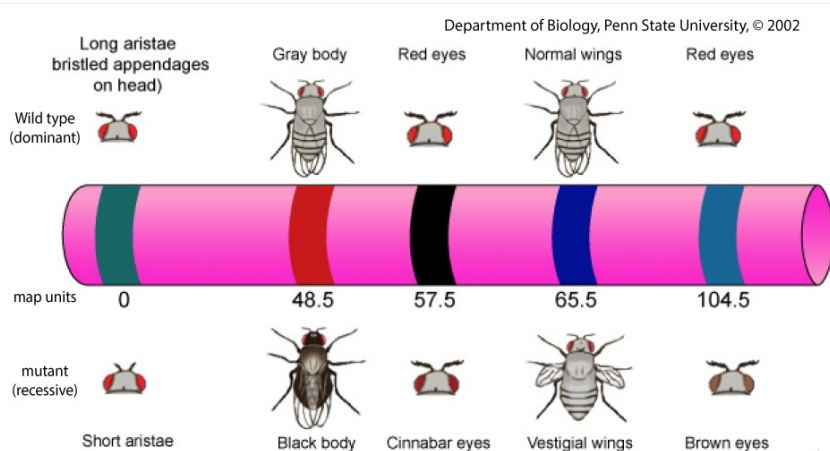 Department of Biology, Penn State University, © 2002
Long aristae
bristled appendages
on head)
Gray body
Red eyes
Normal wings
Red eyes
Wild type
(dominant)
map units
0
48.5
57.5
65.5
104.5
mutant
(recessive)
Short aristae
Black body
Cinnabar eyes
Vestigial wings
Brown eyes